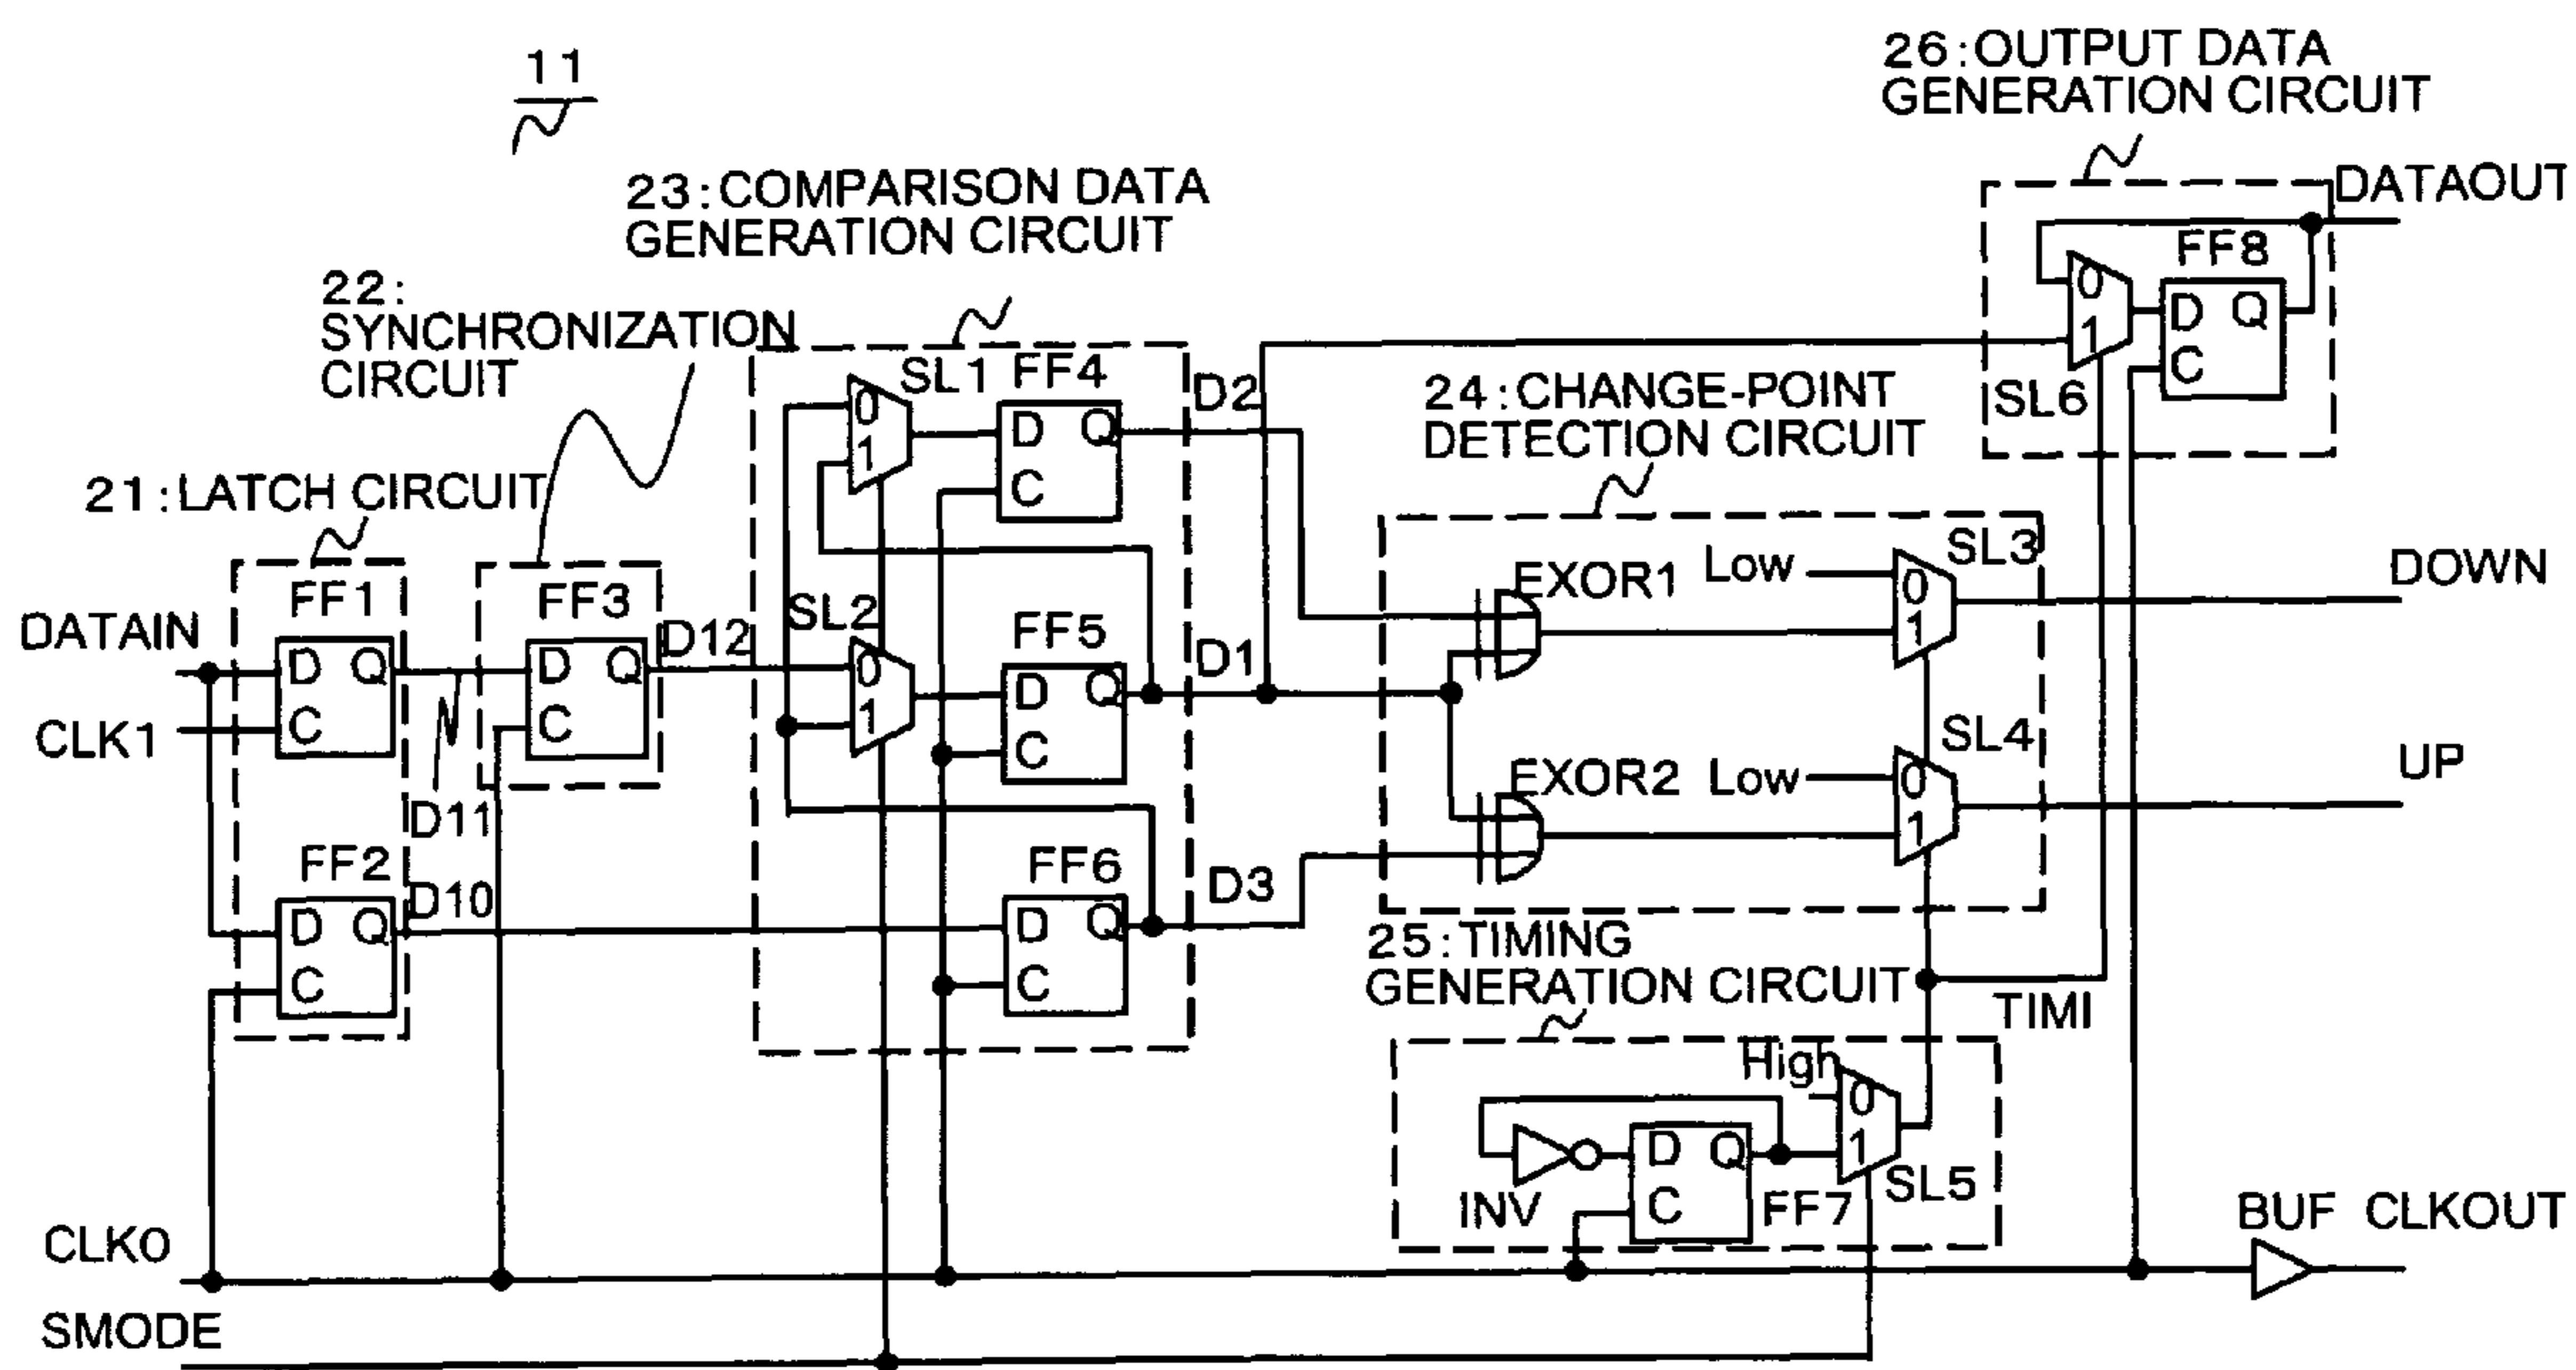 11
26:OUTPUT DATA
GENERATION CIRCUIT
23:COMPARISON DATA
GENERATION CIRCUIT
DATAOUT
22:
SYNCHRONIZATION
CIRCUIT
FF8
0
1
D Q
C
SL6
SL1
FF4
0
1
D Q
C
D2
24:CHANGE-POINT
DETECTION CIRCUIT
21:LATCH CIRCUIT
FF1
FF3
DATAIN
D Q
C
CLK1
D11
D Q
C
D12
SL2
0
1
FF5
D Q
C
D1
EXOR1
Low
SL3
0
1
DOWN
EXOR2
Low
SL4
0
1
UP
FF2
D Q
C
D10
FF6
D Q
C
D3
25:TIMING
GENERATION CIRCUIT
TIMI
High
0
1
SL5
INV
D Q
C
FF7
CLK0
BUF
CLKOUT
SMODE